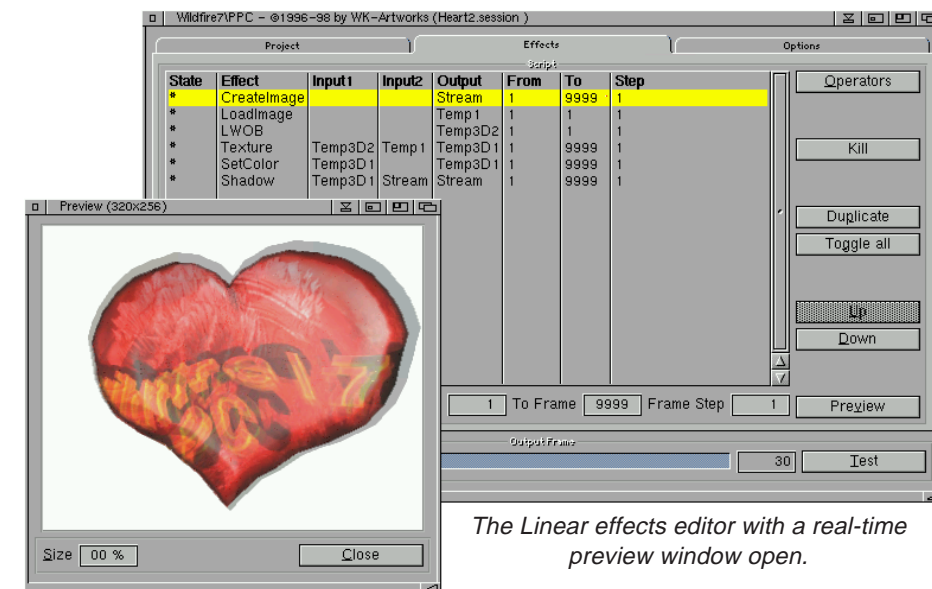 Wildfire7\PPC - ©1996-98 by WK-Artworks (Heart2.session )
Project Effects Options
Script
State Effect Input1 Input2 Output From To Step
* CreateImage Stream 1 9999 1
* LoadImage Temp1 1 1 1
* LWOB Temp3D2 1 1 1
* Texture Temp3D2 Temp1 Temp3D1 1 9999 1
* SetColor Temp3D1 Temp3D1 1 9999 1
* Shadow Temp3D1 Stream Stream 1 9999 1
Operators
Kill
Duplicate
Toggle all
Up
Down
1 To Frame 9999 Frame Step 1 Preview
Output Frame
30 Test
Preview (320x256)
Size 00 %
Close
The Linear effects editor with a real-time
preview window open.